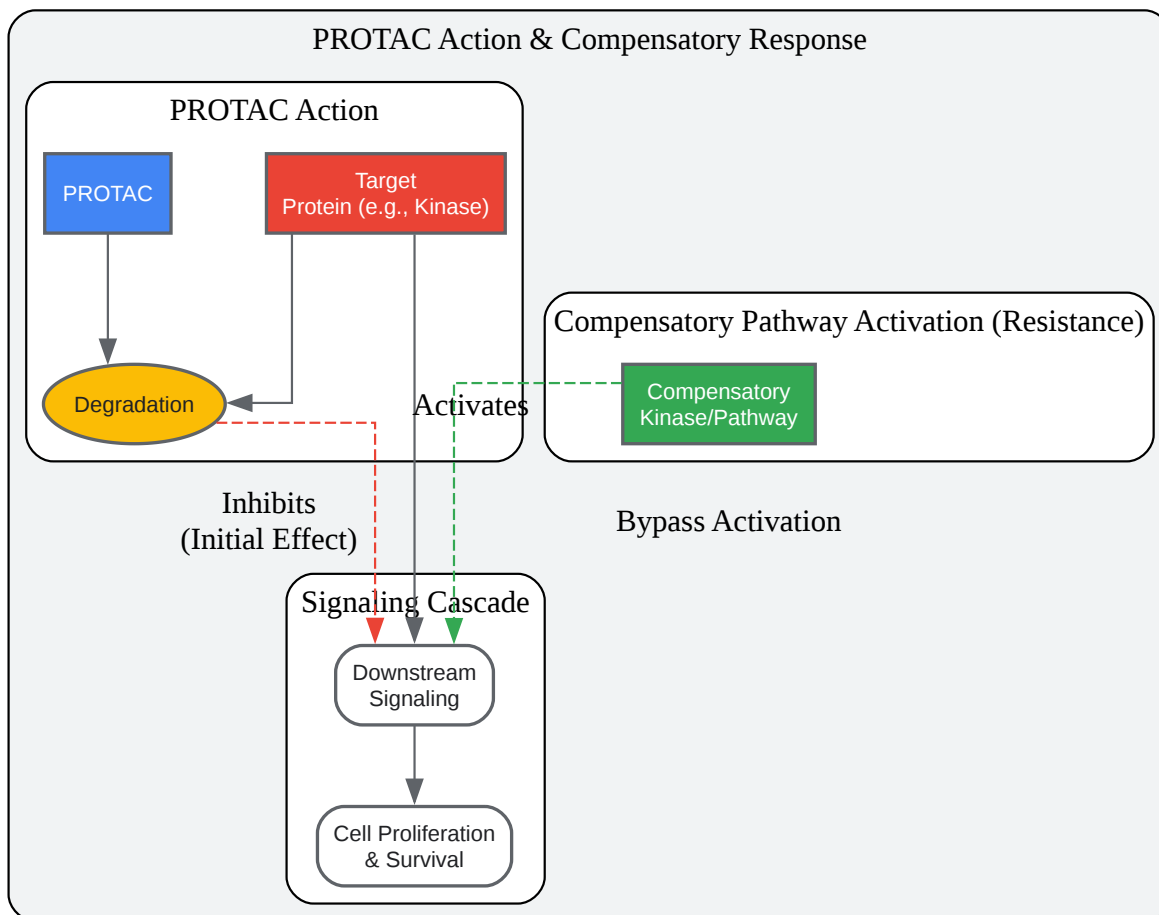 PROTAC Action & Compensatory Response
PROTAC Action
PROTAC
Target
Protein (e.g., Kinase)
Compensatory Pathway Activation (Resistance)
Degradation
Activates
Compensatory
Kinase/Pathway
Inhibits
(Initial Effect)
Bypass Activation
Signaling Cascade
Downstream
Signaling
Cell Proliferation
& Survival